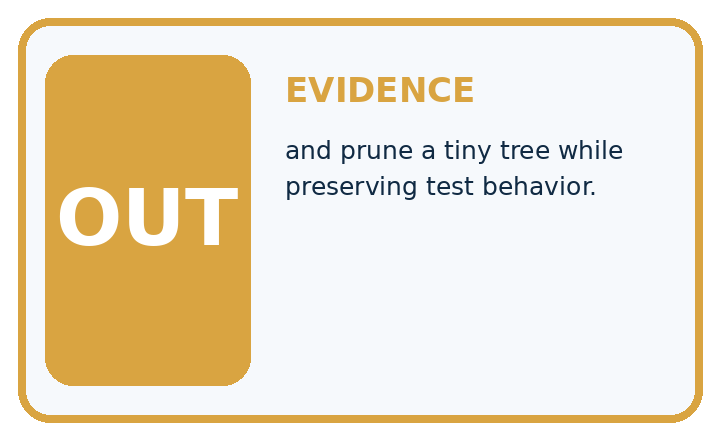 OUT
EVIDENCE
and prune a tiny tree while
preserving test behavior.